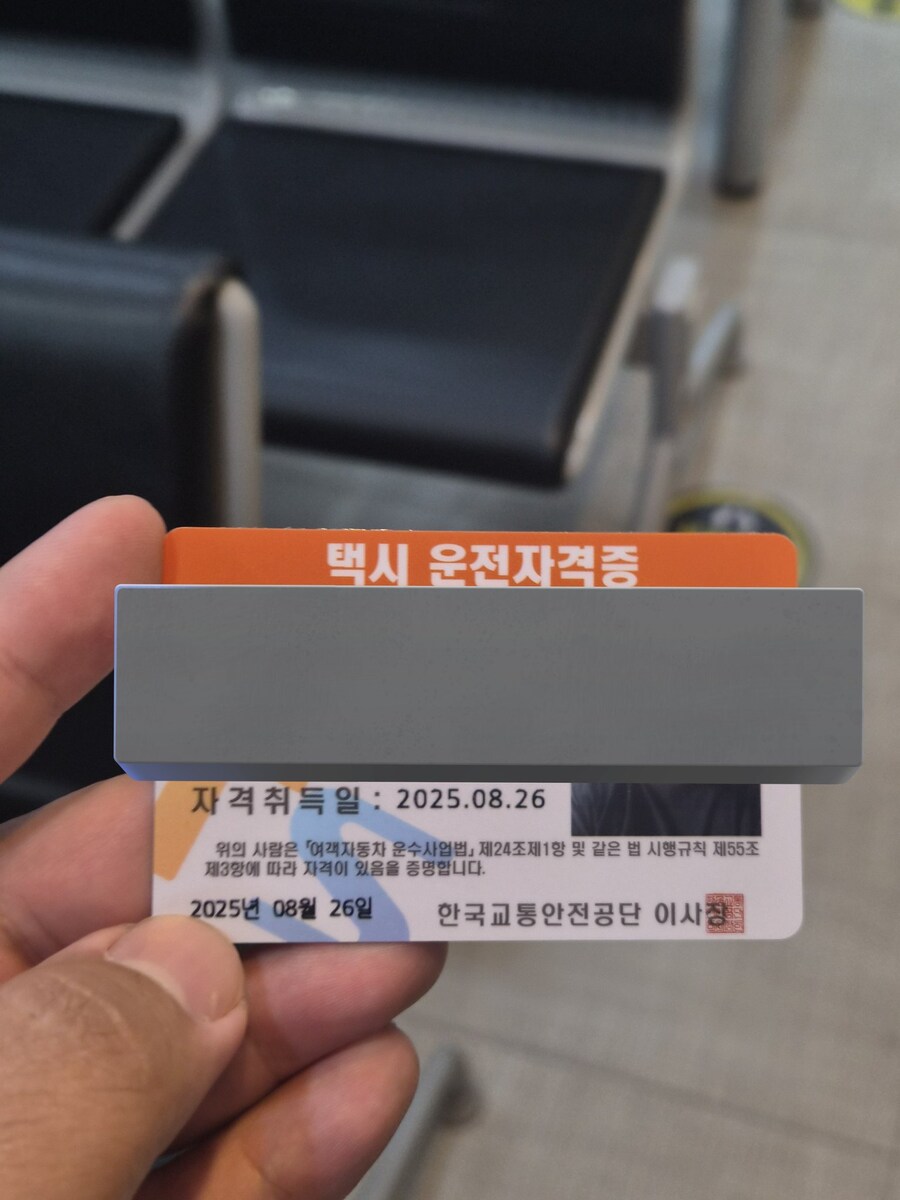 택시 운전자격증
자격취득일 : 2025.08.26
위의 사람은 「여객자동차 운수사업법」 제24조제1항 및 같은 법 시행규칙 제55조
제3항에 따라 자격이 있음을 증명합니다.
2025년 08월 26일 한국교통안전공단 이사장